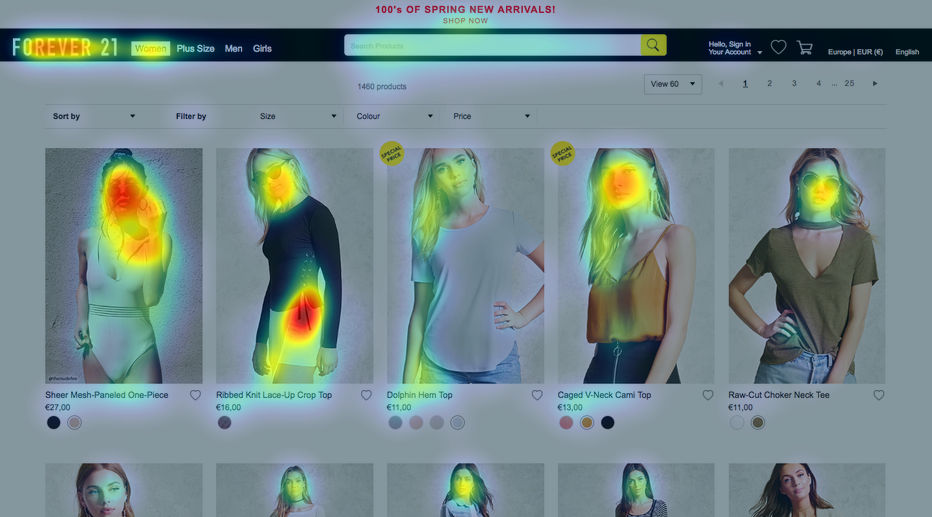 100's OF SPRING NEW ARRIVALS!
SHOP NOW
FOREVER 21
Women Plus Size Men Girls
Search Products
Hello, Sign in
Your Account
Europe | EUR (€)
English
1460 products
View 60
1 2 3 4 ... 25
Sort by
Filter by
Size
Colour
Price
SPECIAL PRICE
SPECIAL PRICE
@themodelfox
Sheer Mesh-Paneled One-Piece
€27,00
Ribbed Knit Lace-Up Crop Top
€16,00
Dolphin Hem Top
€11,00
Caged V-Neck Cami Top
€13,00
Raw-Cut Choker Neck Tee
€11,00